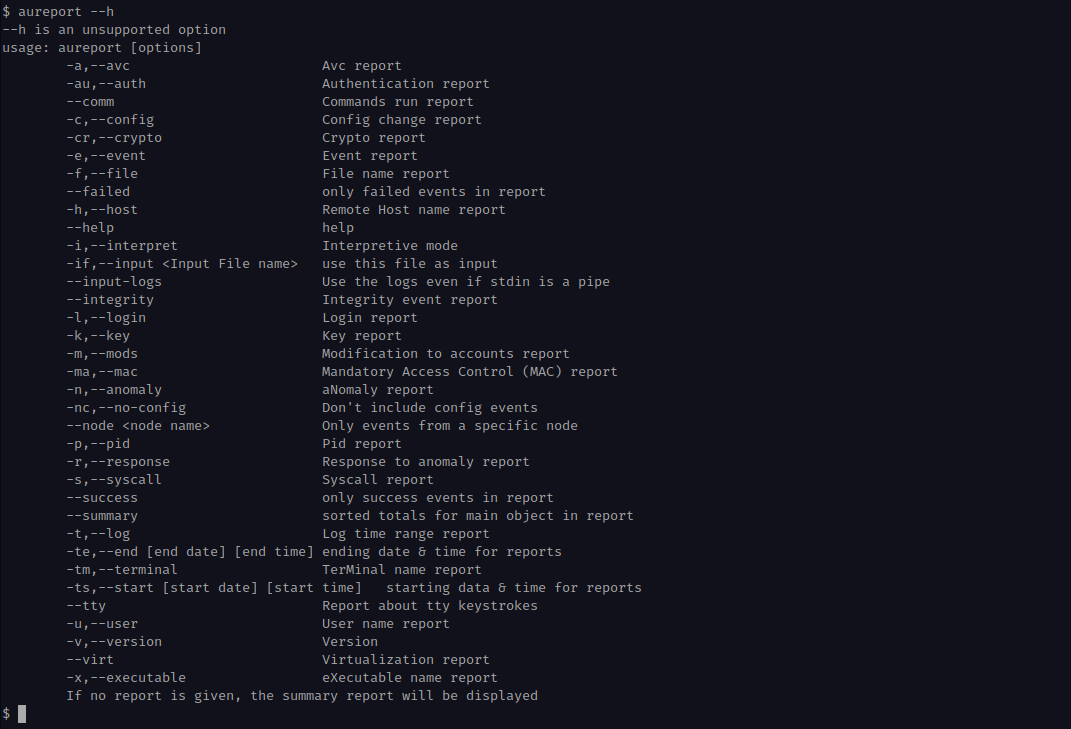 $ aureport --h
--h is an unsupported option
usage: aureport [options]
        -a,--avc                        Avc report
        -au,--auth                      Authentication report
        --comm                          Commands run report
        -c,--config                     Config change report
        -cr,--crypto                    Crypto report
        -e,--event                      Event report
        -f,--file                       File name report
        --failed                        only failed events in report
        -h,--host                       Remote Host name report
        --help                          help
        -i,--interpret                  Interpretive mode
        -if,--input <Input File name>   use this file as input
        --input-logs                    Use the logs even if stdin is a pipe
        --integrity                     Integrity event report
        -l,--login                      Login report
        -k,--key                        Key report
        -m,--mods                       Modification to accounts report
        -ma,--mac                       Mandatory Access Control (MAC) report
        -n,--anomaly                    aNomaly report
        -nc,--no-config                 Don't include config events
        --node <node name>              Only events from a specific node
        -p,--pid                        Pid report
        -r,--response                   Response to anomaly report
        -s,--syscall                    Syscall report
        --success                       only success events in report
        --summary                       sorted totals for main object in report
        -t,--log                        Log time range report
        -te,--end [end date] [end time] ending date & time for reports
        -tm,--terminal                  TerMinal name report
        -ts,--start [start date] [start time]   starting data & time for reports
        --tty                           Report about tty keystrokes
        -u,--user                       User name report
        -v,--version                    Version
        --virt                          Virtualization report
        -x,--executable                 eXecutable name report
        If no report is given, the summary report will be displayed
$